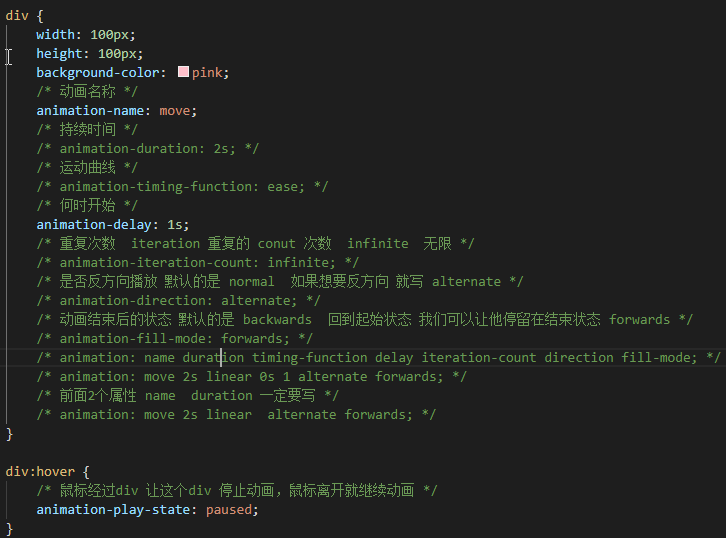 div {
    width: 100px;
    height: 100px;
    background-color: pink;
    /* 动画名称 */
    animation-name: move;
    /* 持续时间 */
    /* animation-duration: 2s; */
    /* 运动曲线 */
    /* animation-timing-function: ease; */
    /* 何时开始 */
    animation-delay: 1s;
    /* 重复次数  iteration 重复的 conut 次数  infinite  无限 */
    /* animation-iteration-count: infinite; */
    /* 是否反方向播放 默认的是 normal  如果想要反方向 就写 alternate */
    /* animation-direction: alternate; */
    /* 动画结束后的状态 默认的是 backwards  回到起始状态 我们可以让他停留在结束状态 forwards */
    /* animation-fill-mode: forwards; */
    /* animation: name duration timing-function delay iteration-count direction fill-mode; */
    /* animation: move 2s linear 0s 1 alternate forwards; */
    /* 前面2个属性 name  duration 一定要写 */
    /* animation: move 2s linear  alternate forwards; */
}
div:hover {
    /* 鼠标经过div 让这个div 停止动画，鼠标离开就继续动画 */
    animation-play-state: paused;
}